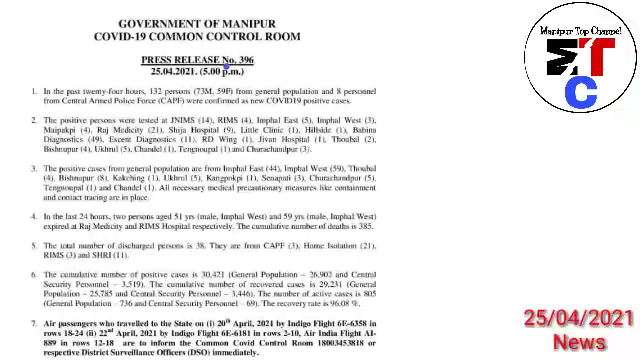 GOVERNMENT OF MANIPUR
COVID-19 COMMON CONTROL ROOM
PRESS RELEASE No. 396
25.04.2021. (5.00 p.m.)
1. In the past twenty-four hours, 132 persons (73M, 59F) from general population and 8 personnel
from Central Armed Police Force (CAPF) were confirmed as new COVID19 positive cases.
2. The positive persons were tested at JNIMS (14), RIMS (4), Imphal East (5), Imphal West (3),
Maipakpi (4), Raj Medicity (21), Shija Hospital (9), Little Clinic (1), Hillside (1), Babina
Diagnostics (49), Escent Diagnostics (11), RD Wing (1), Jivan Hospital (1), Thoubal (2),
Bishnupur (4), Ukhrul (5), Chandel (1), Tengnoupal (1) and Churachandpur (3).
3. The positive cases from general population are from Imphal East (44), Imphal West (59), Thoubal
(4), Bishnupur (8), Kakching (1), Ukhrul (5), Kangpokpi (1), Senapati (3), Churachandpur (5),
Tengnoupal (1) and Chandel (1). All necessary medical precautionary measures like containment
and contact tracing are in place.
4. In the last 24 hours, two persons aged 51 yrs (male, Imphal West) and 59 yrs (male, Imphal West)
expired at Raj Medicity and RIMS Hospital respectively. The cumulative number of deaths is 385.
5. The total number of discharged persons is 38. They are from CAPF (3), Home Isolation (21),
RIMS (3) and SHRI (11).
6. The cumulative number of positive cases is 30,421 (General Population – 26,902 and Central
Security Personnel – 3,519). The cumulative number of recovered cases is 29,231 (General
Population – 25,785 and Central Security Personnel – 3,446). The number of active cases is 805
(General Population –736 and Central Security Personnel – 69). The recovery rate is 96.08 %.
7. Air passengers who travelled to the State on (i) 20th April, 2021 by Indigo Flight 6E-6358 in
rows 18-24 (ii) 22nd April, 2021 by Indigo Flight 6E-6181 in rows 2-10, Air India Flight AI-
889 in rows 12-18 are to inform the Common Covid Control Room 18003453818 or
respective District Surveillance Officers (DSO) immediately.
Manipur Top Channel
MTC
25/04/2021
News